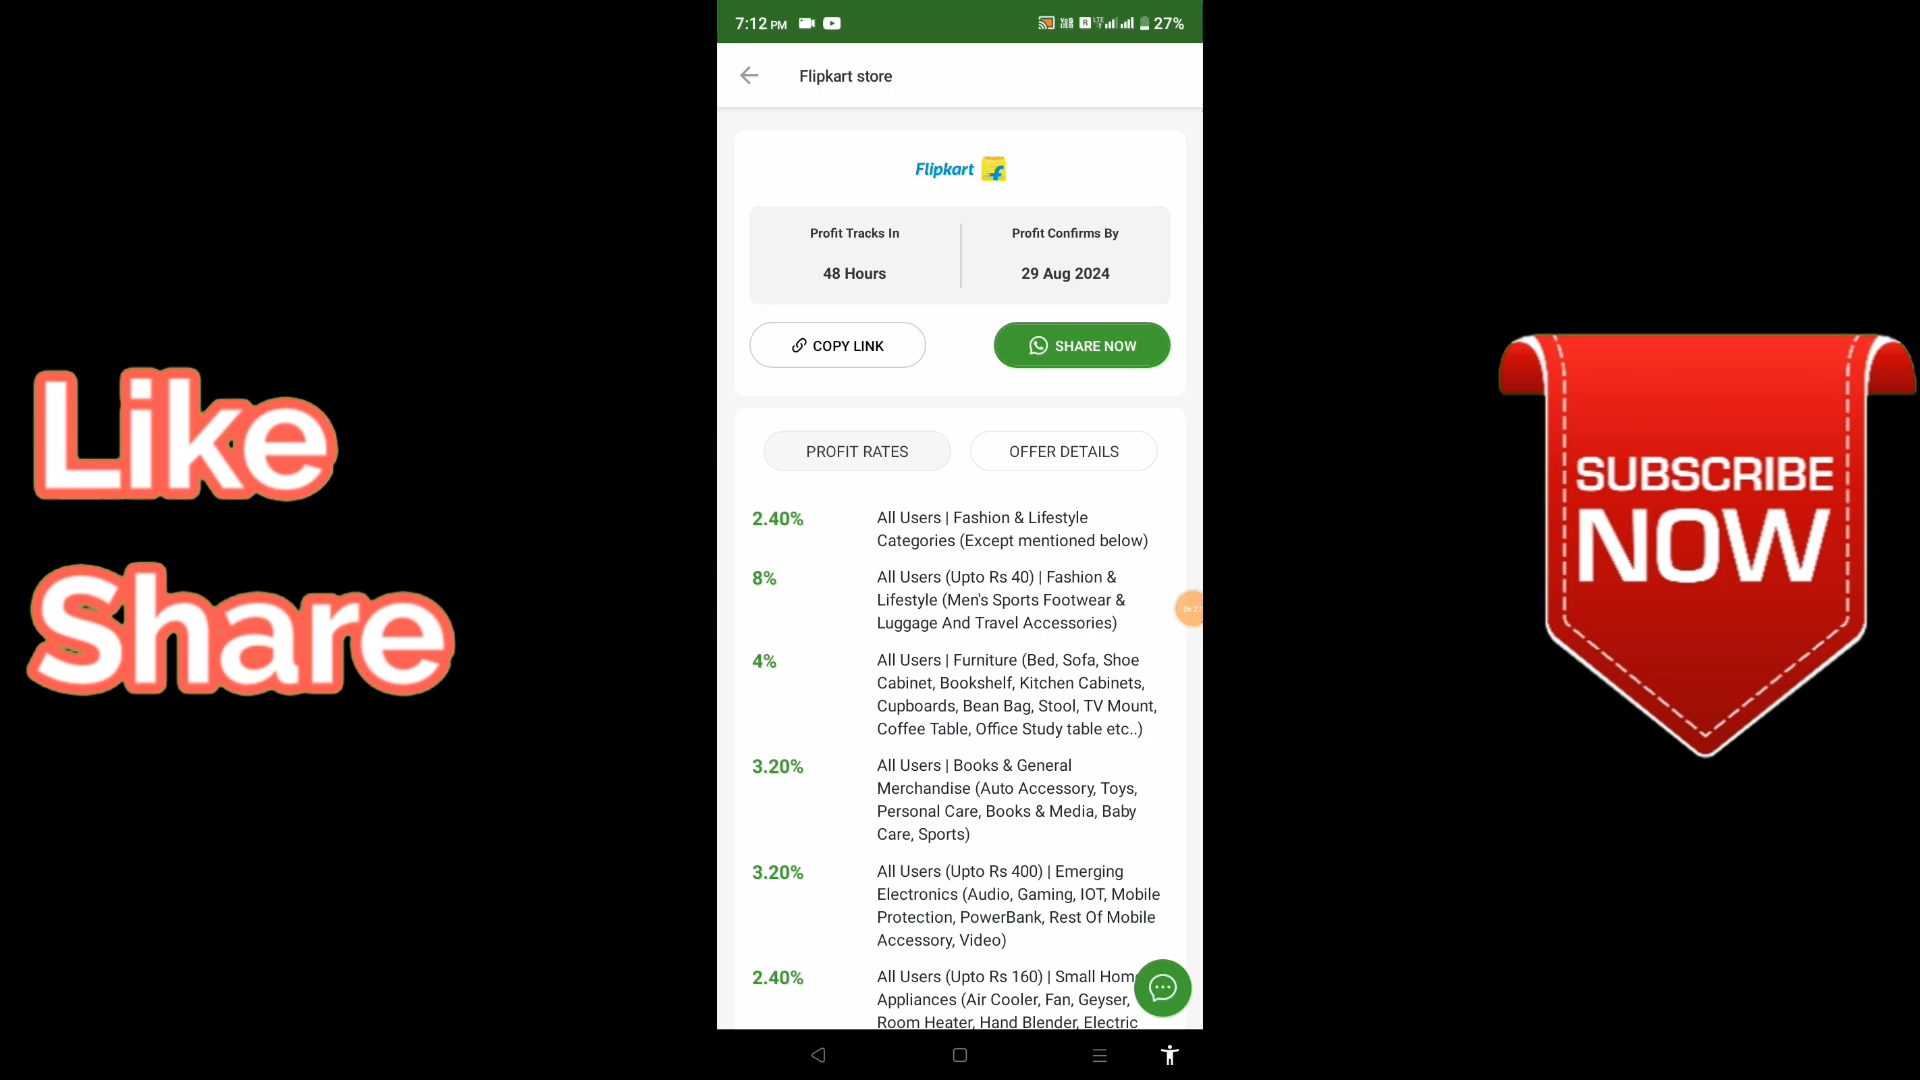 7:12 PM
27%
Flipkart store
Flipkart
Profit Tracks In
48 Hours
Profit Confirms By
29 Aug 2024
COPY LINK
SHARE NOW
PROFIT RATES
OFFER DETAILS
2.40%
All Users | Fashion & Lifestyle
Categories (Except mentioned below)
8%
All Users (Upto Rs 40) | Fashion &
Lifestyle (Men's Sports Footwear &
Luggage And Travel Accessories)
4%
All Users | Furniture (Bed, Sofa, Shoe
Cabinet, Bookshelf, Kitchen Cabinets,
Cupboards, Bean Bag, Stool, TV Mount,
Coffee Table, Office Study table etc..)
3.20%
All Users | Books & General
Merchandise (Auto Accessory, Toys,
Personal Care, Books & Media, Baby
Care, Sports)
3.20%
All Users (Upto Rs 400) | Emerging
Electronics (Audio, Gaming, IOT, Mobile
Protection, PowerBank, Rest Of Mobile
Accessory, Video)
2.40%
All Users (Upto Rs 160) | Small Home
Appliances (Air Cooler, Fan, Geyser,
Room Heater, Hand Blender, Electric
Like
Share
SUBSCRIBE
NOW